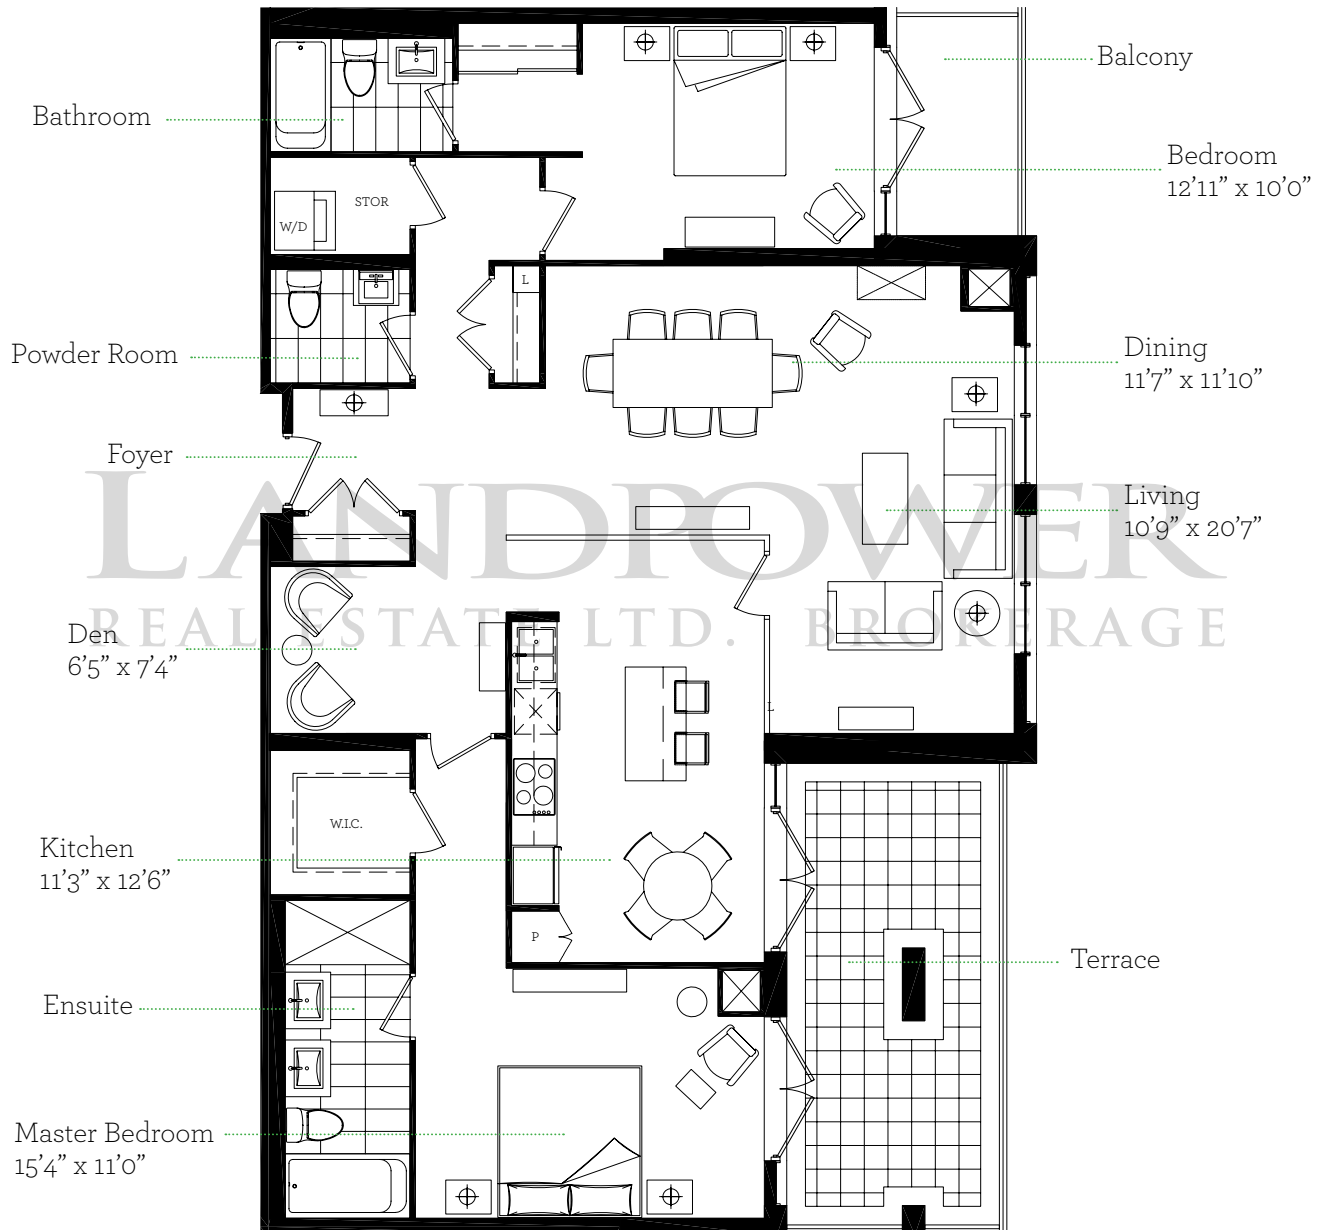 Balcony
Bathroom
Bedroom
12'11" x 10'0"
STOR
W/D
L
Powder Room
Dining
11'7" x 11'10"
Foyer
LANDPOWER
REAL ESTATE LTD. BROKERAGE
Living
10'9" x 20'7"
Den
6'5" x 7'4"
L
W.I.C.
Kitchen
11'3" x 12'6"
P
Terrace
Ensuite
Master Bedroom
15'4" x 11'0"